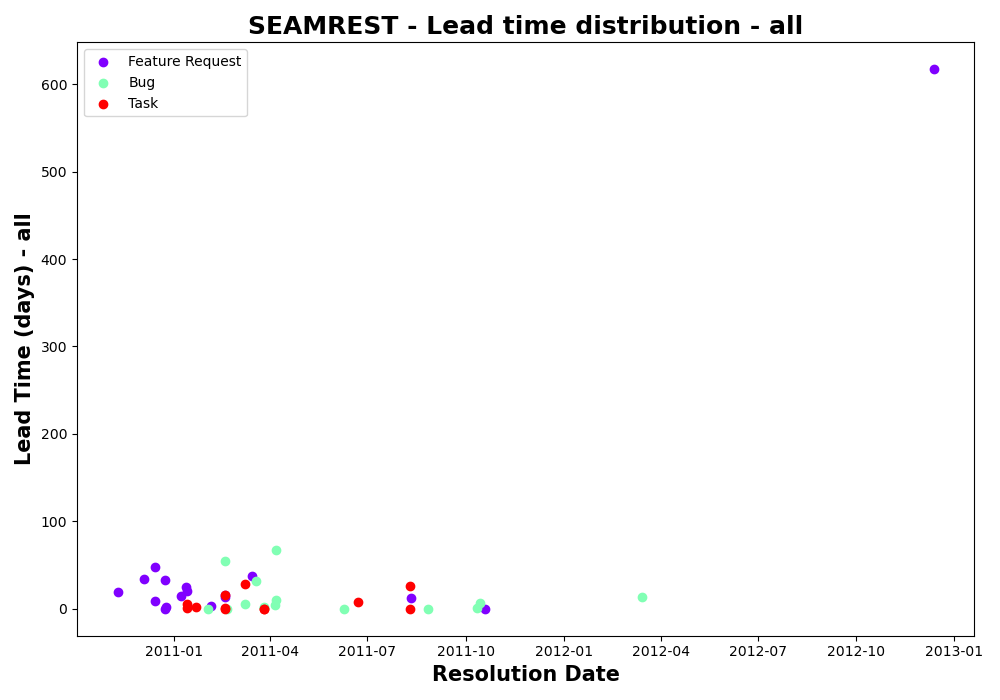 SEAMREST - Lead time distribution - all
Feature Request
Bug
Task
Lead Time (days) - all
600
500
400
300
200
100
0
2011-01
2011-04
2011-07
2011-10
2012-01
2012-04
2012-07
2012-10
2013-01
Resolution Date